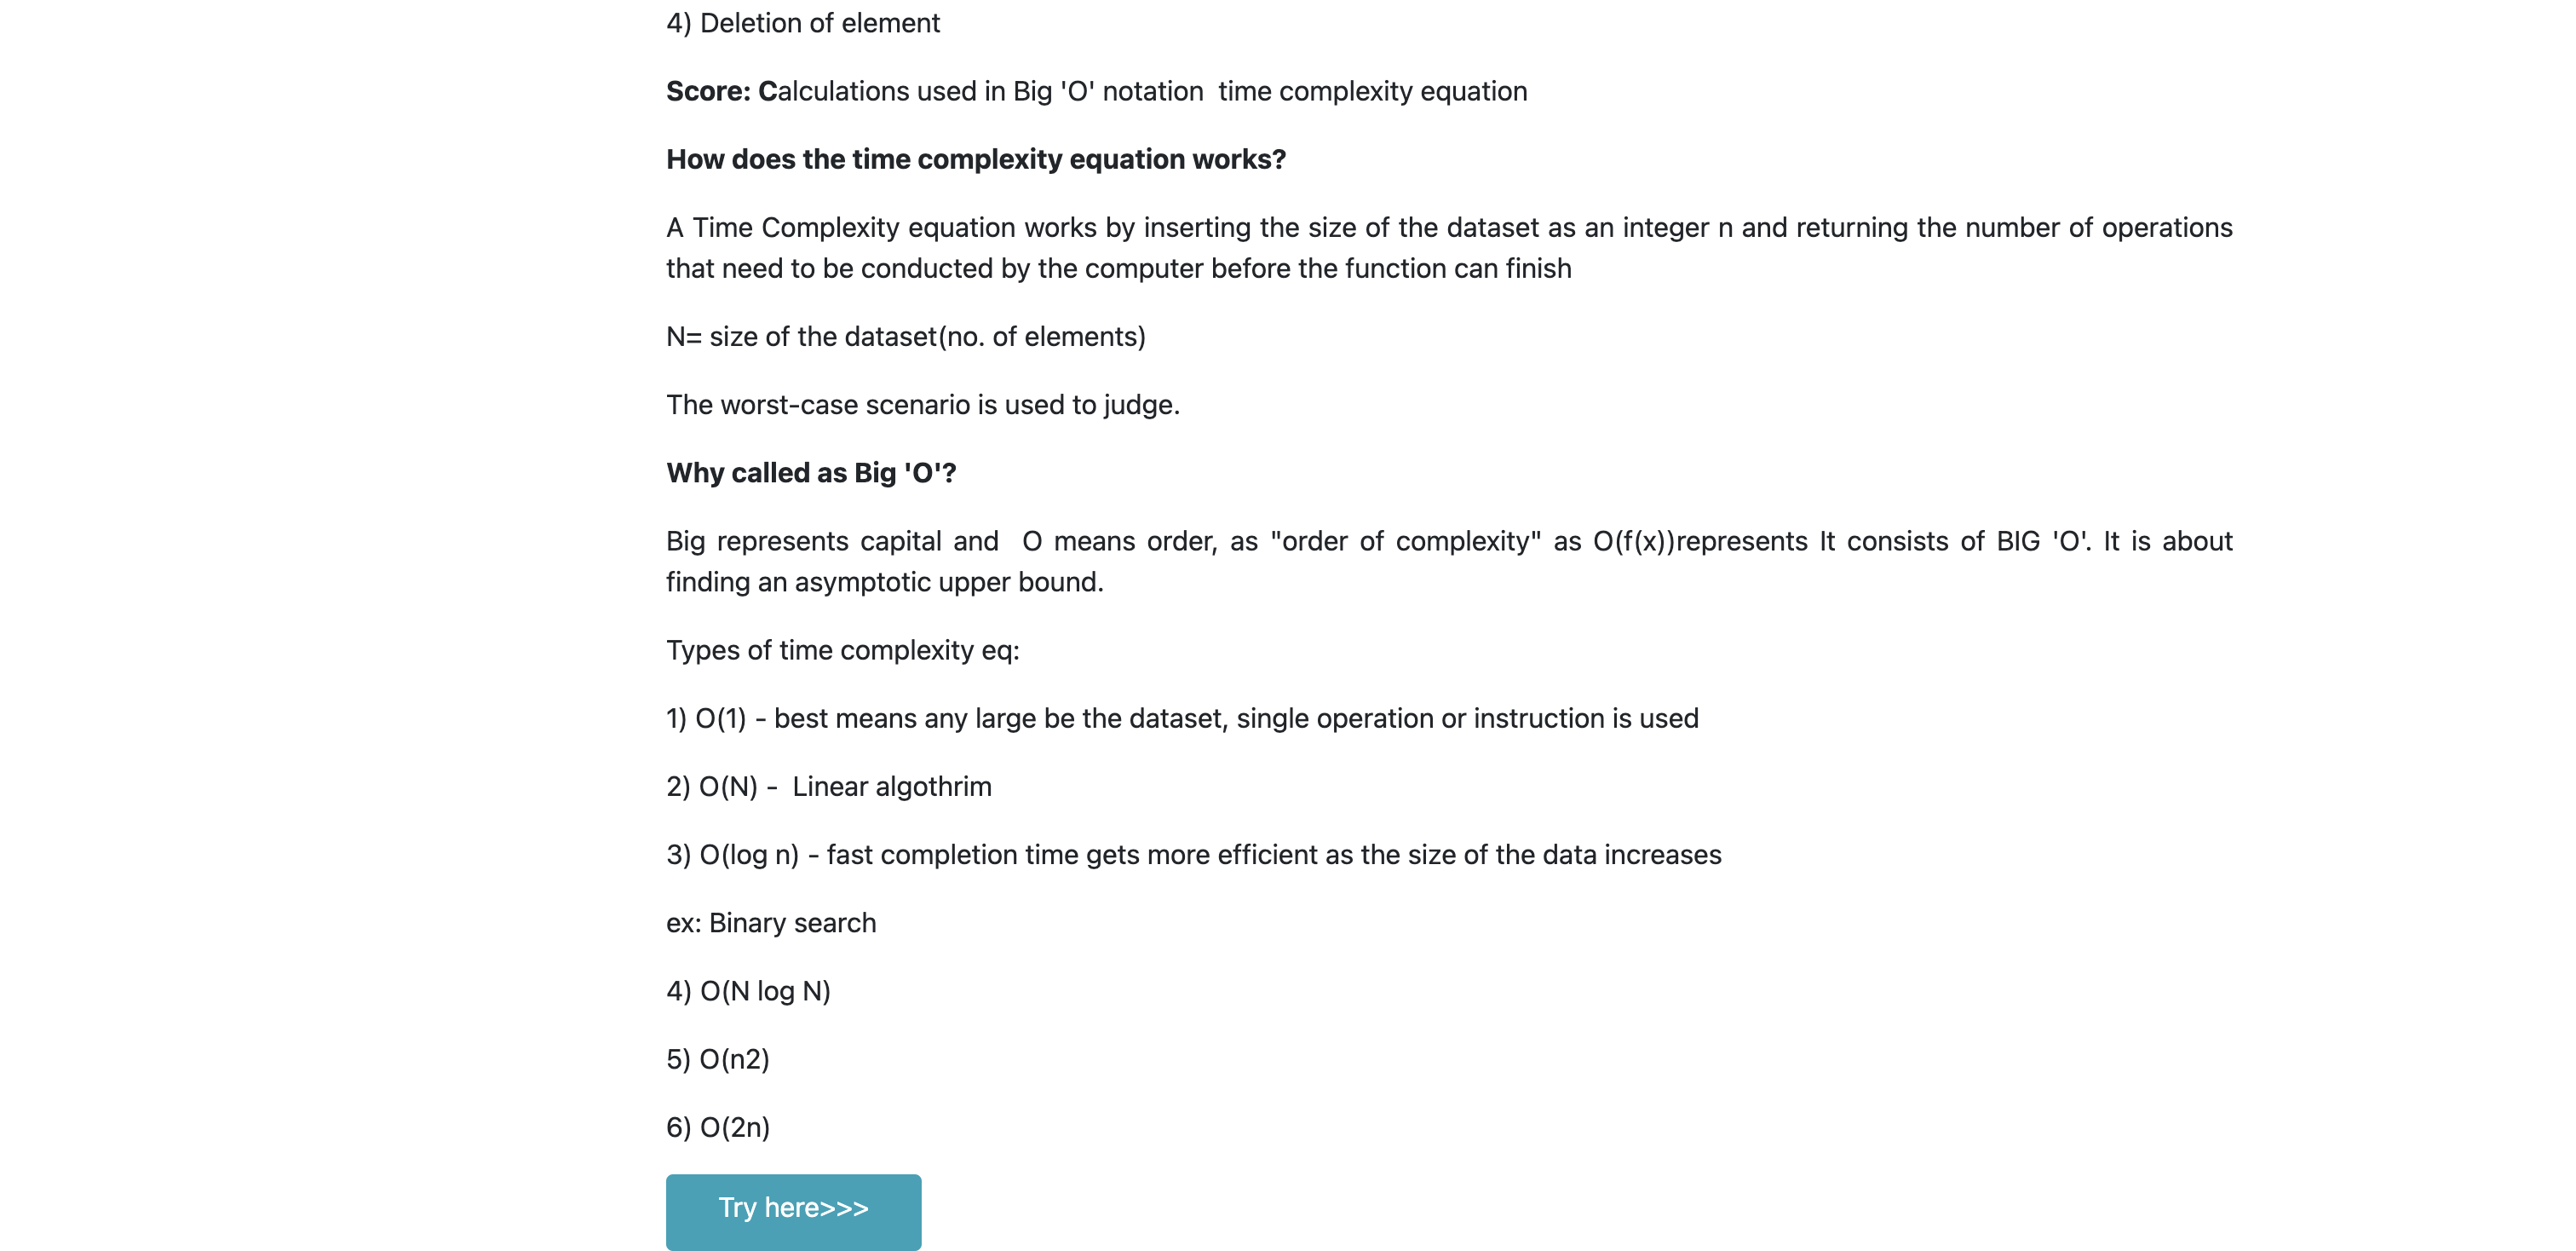 4) Deletion of element
Score: Calculations used in Big 'O' notation  time complexity equation
How does the time complexity equation works?
A Time Complexity equation works by inserting the size of the dataset as an integer n and returning the number of operations
that need to be conducted by the computer before the function can finish
N= size of the dataset(no. of elements)
The worst-case scenario is used to judge.
Why called as Big 'O'?
Big represents capital and  O means order, as "order of complexity" as O(f(x))represents It consists of BIG 'O'. It is about
finding an asymptotic upper bound.
Types of time complexity eq:
1) O(1) - best means any large be the dataset, single operation or instruction is used
2) O(N) -  Linear algothrim
3) O(log n) - fast completion time gets more efficient as the size of the data increases
ex: Binary search
4) O(N log N)
5) O(n2)
6) O(2n)
Try here>>>